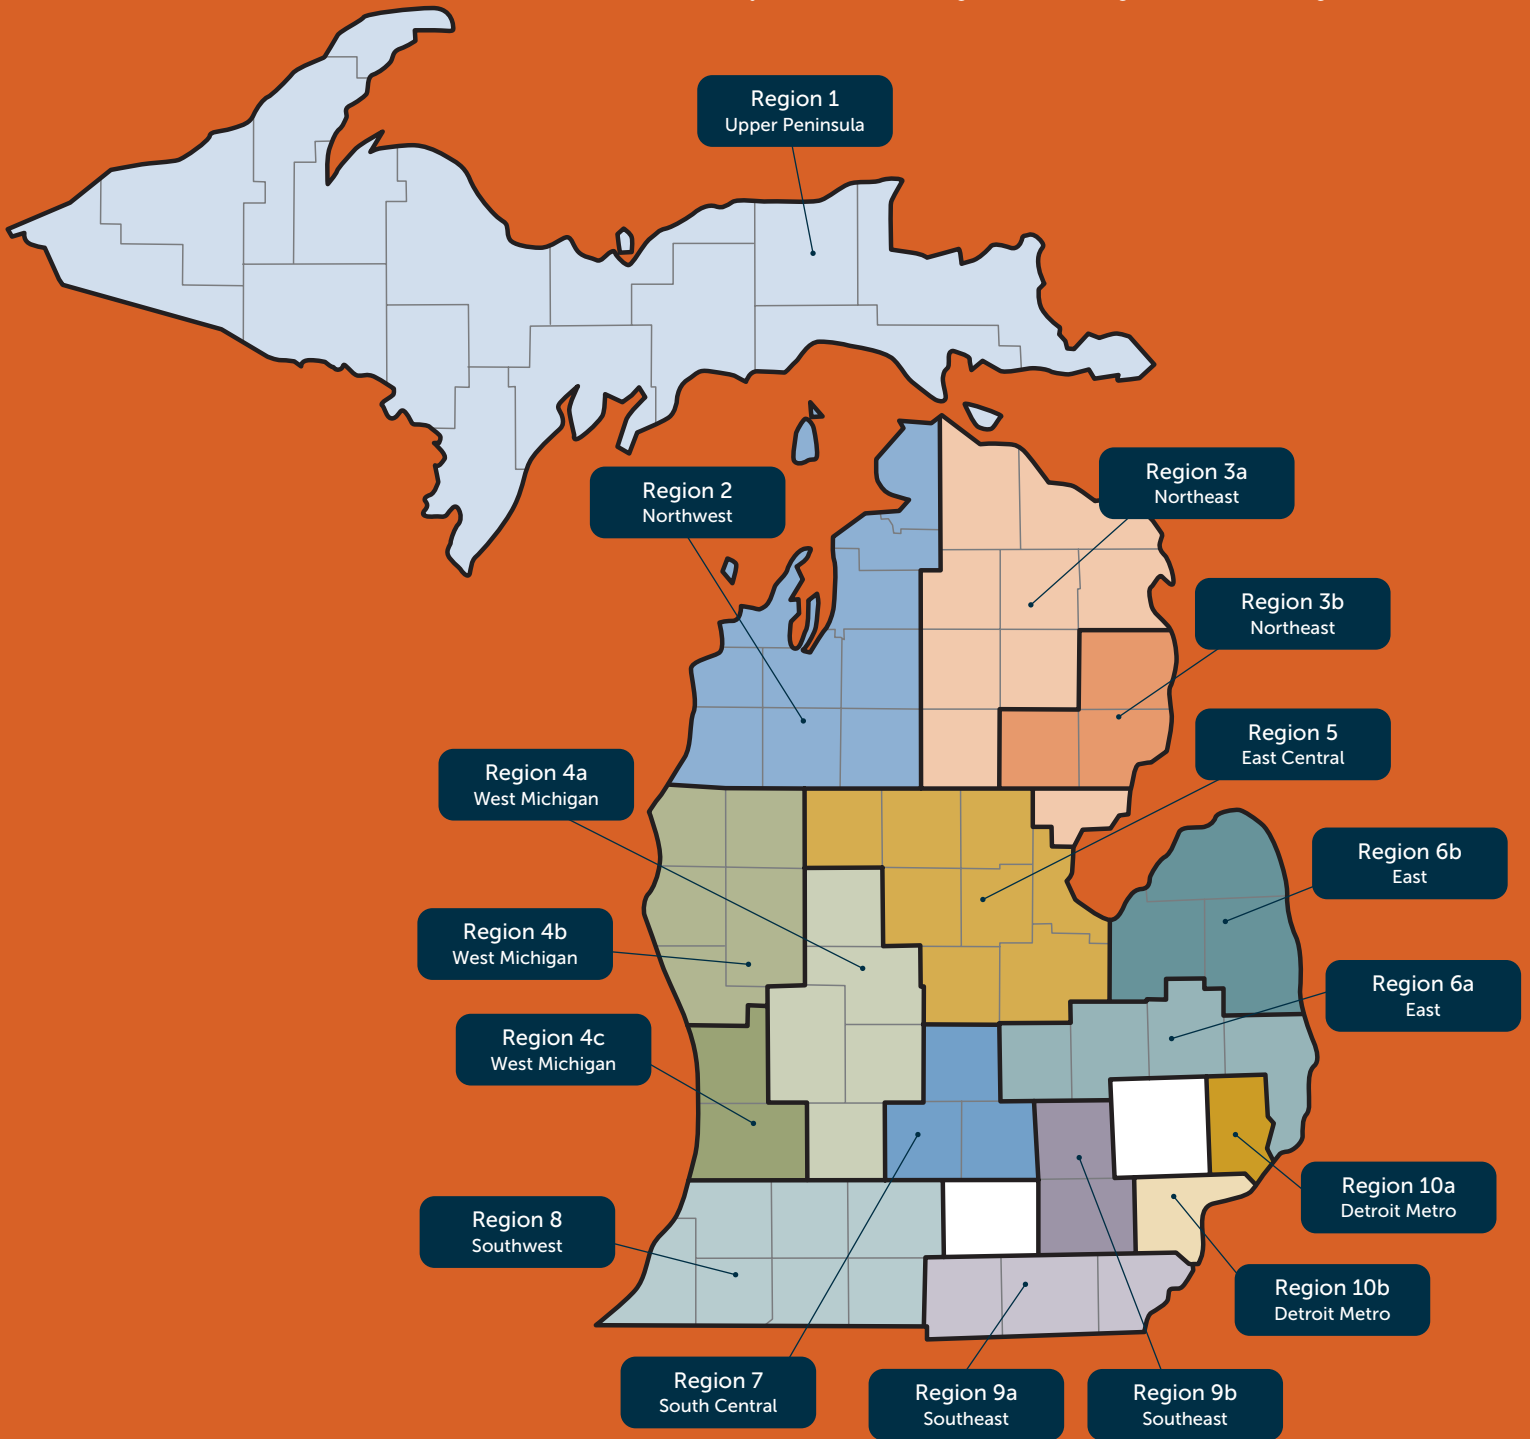 Region 1
Upper Peninsula
Region 3a
Northeast
Region 2
Northwest
Region 3b
Northeast
Region 5
East Central
Region 4a
West Michigan
Region 6b
East
Region 4b
West Michigan
Region 6a
East
Region 4c
West Michigan
Region 10a
Detroit Metro
Region 8
Southwest
Region 10b
Detroit Metro
Region 7
South Central
Region 9a
Southeast
Region 9b
Southeast